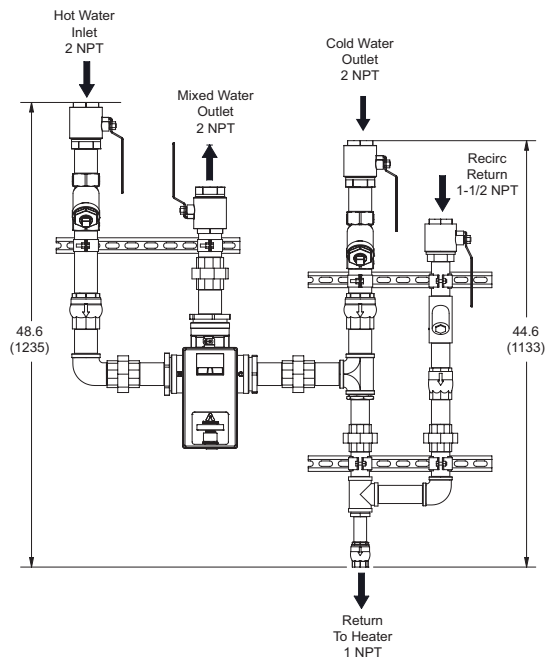 Hot Water
Inlet
2 NPT
Mixed Water
Outlet
2 NPT
Cold Water
Outlet
2 NPT
Recirc
Return
1-1/2 NPT
48.6
(1235)
44.6
(1133)
Return
To Heater
1 NPT